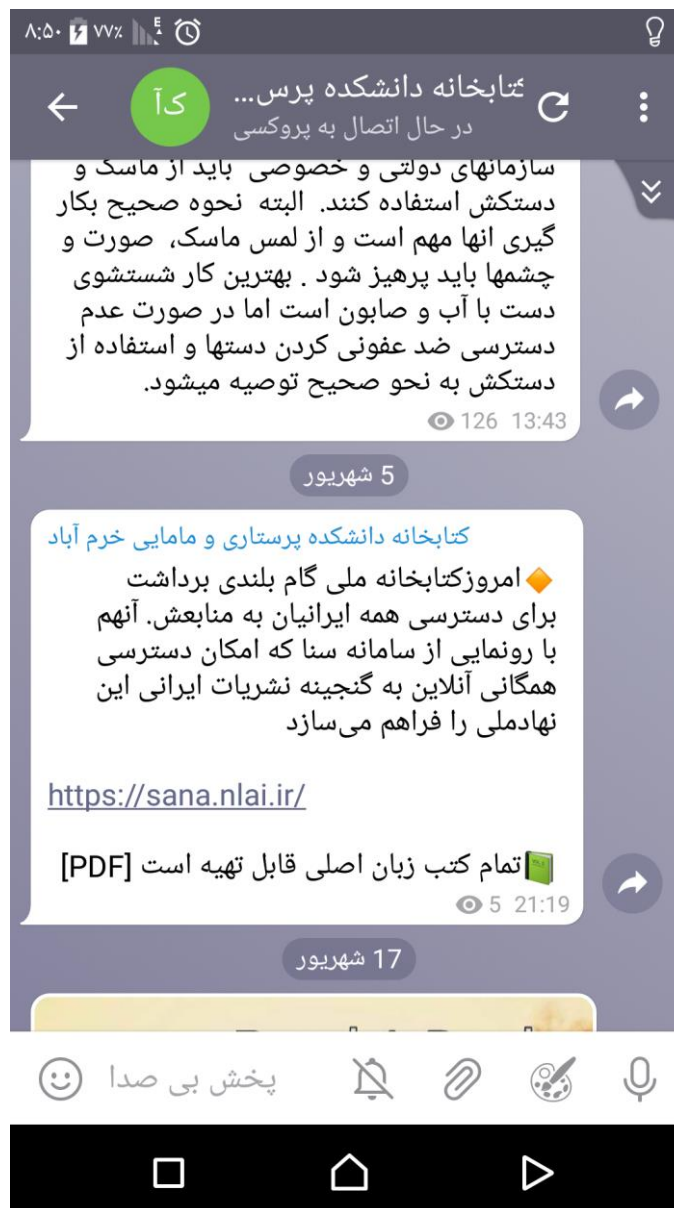 ۸:۵۰ ۷۷٪ E
کتابخانه دانشکده پرس...
کآ
در حال اتصال به پروکسی
سازمانهای دولتی و خصوصی باید از ماسک و
دستکش استفاده کنند. البته نحوه صحیح بکار
گیری انها مهم است و از لمس ماسک، صورت و
چشمها باید پرهیز شود . بهترین کار شستشوی
دست با آب و صابون است اما در صورت عدم
دسترسی ضد عفونی کردن دستها و استفاده از
دستکش به نحو صحیح توصیه میشود.
126 13:43
5 شهریور
کتابخانه دانشکده پرستاری و مامایی خرم آباد
امروزکتابخانه ملی گام بلندی برداشت
برای دسترسی همه ایرانیان به منابعش. آنهم
با رونمایی از سامانه سنا که امکان دسترسی
همگانی آنلاین به گنجینه نشریات ایرانی این
نهادملی را فراهم می‌سازد
https://sana.nlai.ir/
تمام کتب زبان اصلی قابل تهیه است [PDF]
5 21:19
17 شهریور
پخش بی صدا